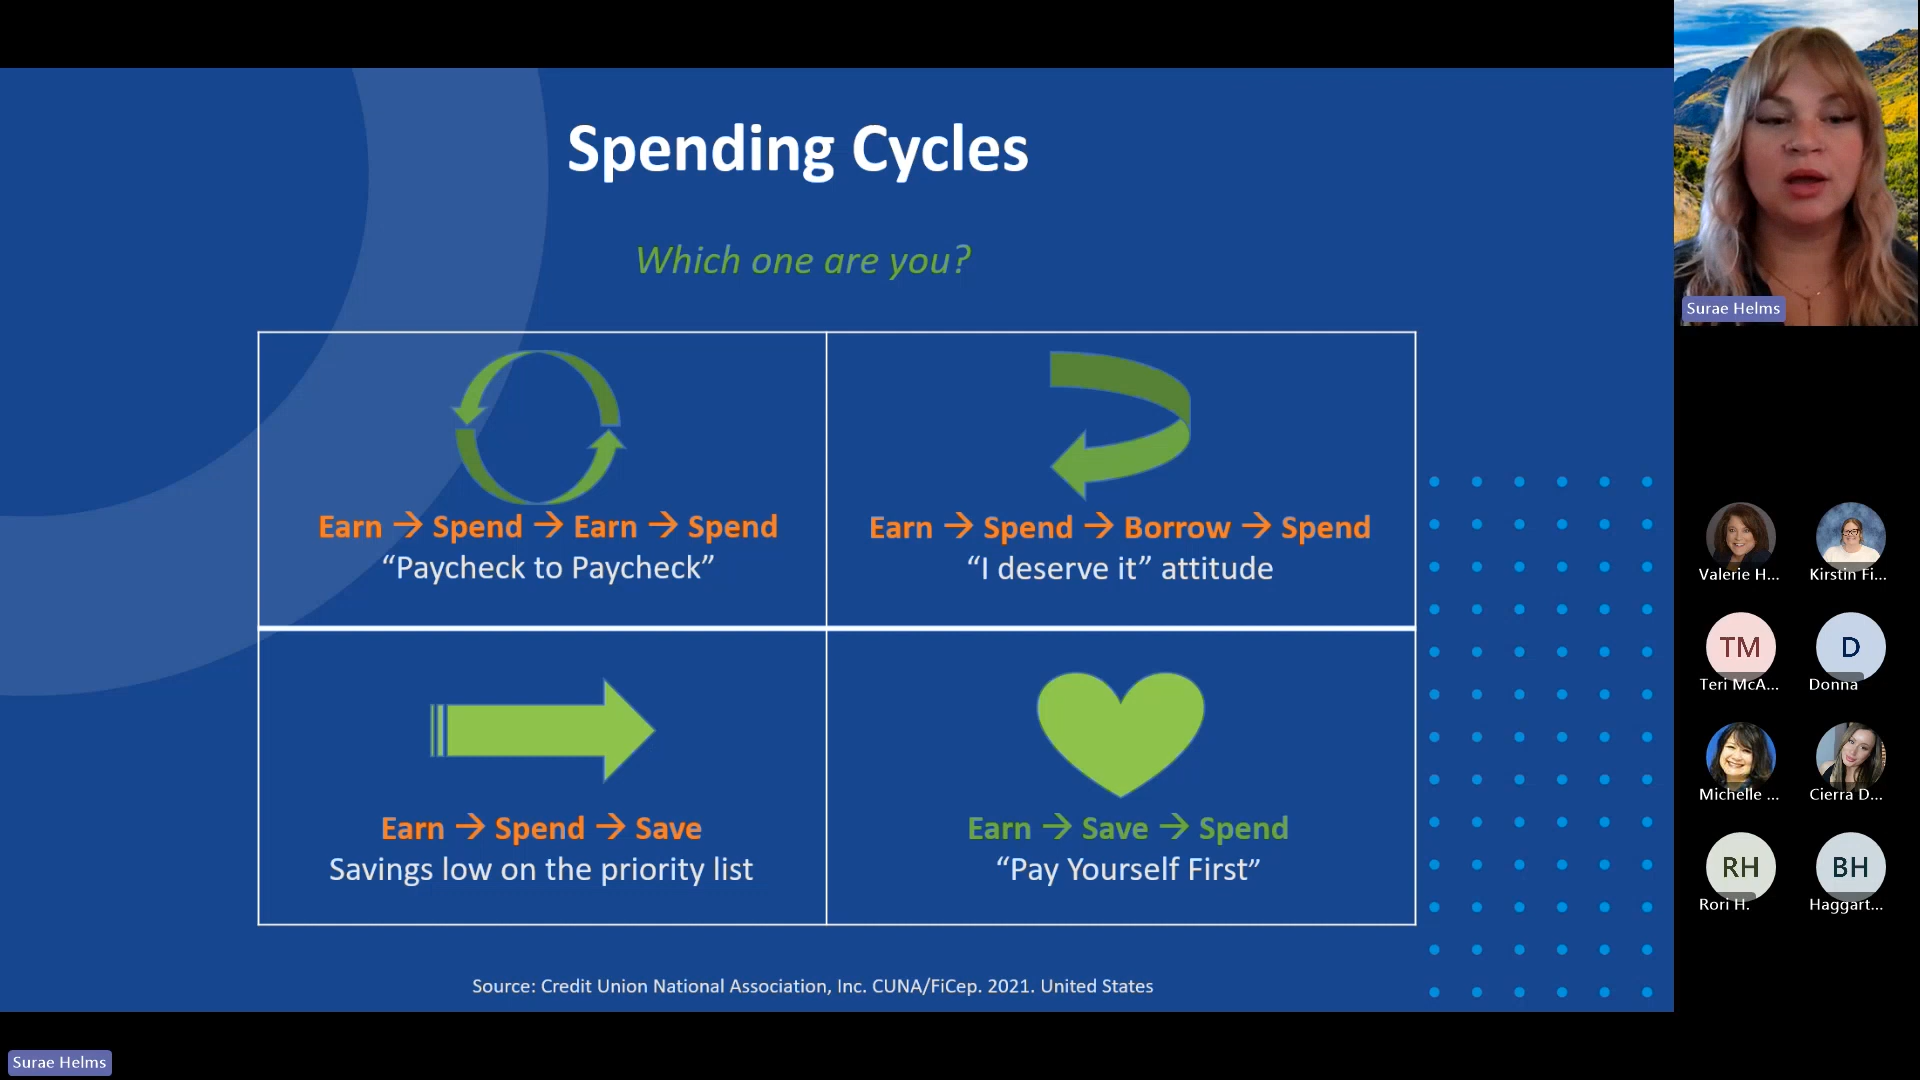 Spending Cycles
Which one are you?
Earn → Spend → Earn → Spend
“Paycheck to Paycheck”
Earn → Spend → Borrow → Spend
“I deserve it” attitude
Earn → Spend → Save
Savings low on the priority list
Earn → Save → Spend
“Pay Yourself First”
Source: Credit Union National Association, Inc. CUNA/FiCep. 2021. United States
Surae Helms
Surae Helms
Valerie H...
Kirstin Fi...
TM
Teri McA...
D
Donna
Michelle ...
Cierra D...
RH
Rori H.
BH
Haggart...